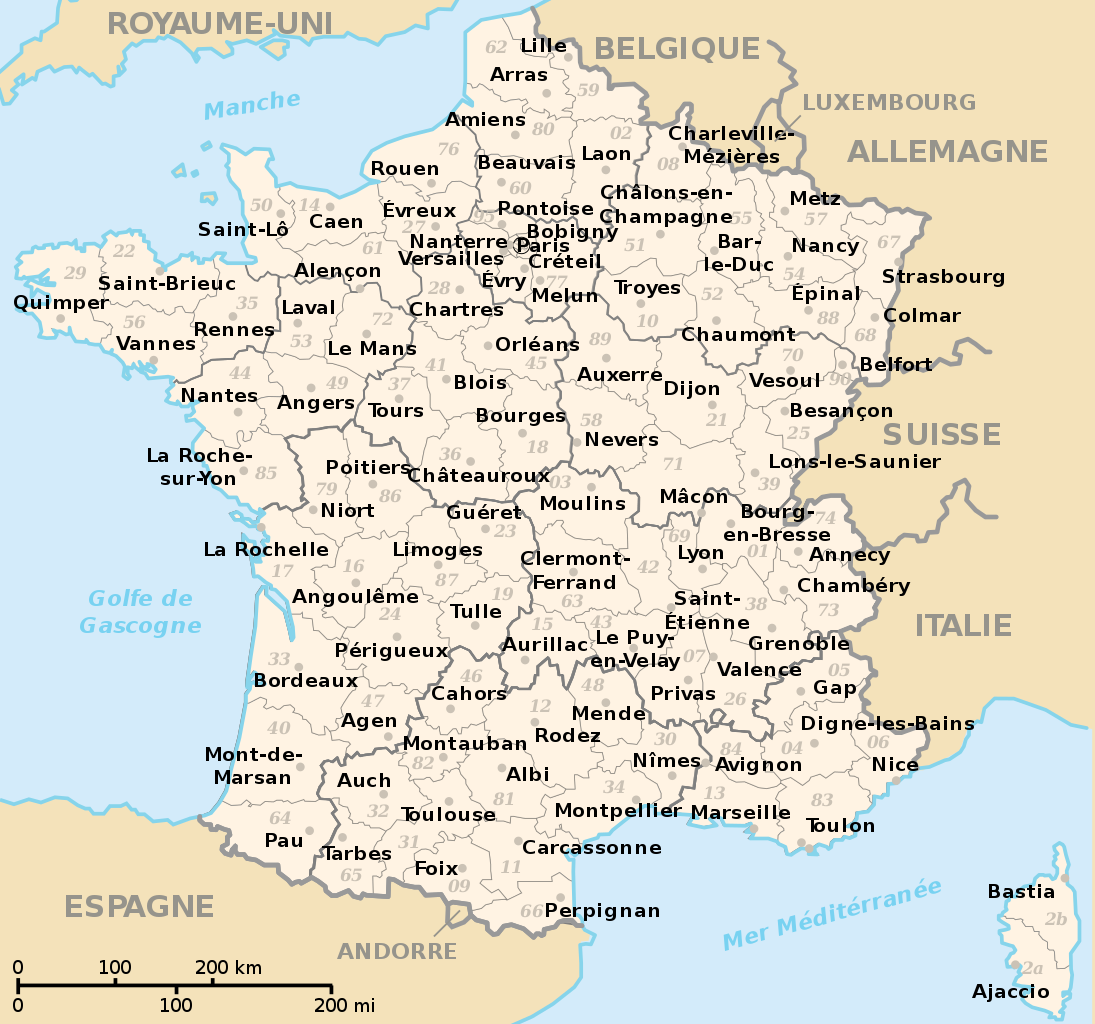 ROYAUME-UNI
62
Lille
BELGIQUE
Arras
59
Manche
LUXEMBOURG
Amiens
80
02
Charleville-
Mézières
ALLEMAGNE
76
Rouen
Beauvais
Laon
08
60
Châlons-en-
Champagne
Metz
50
14
Évreux
Pontoise
55
57
Saint-Lô
Caen
27
95
Bobigny
51
Bar-
le-Duc
Nancy
67
22
61
Nanterre
Paris
Versailles
Créteil
29
Saint-Brieuc
Alençon
Évry
77
54
Strasbourg
Quimper
35
Laval
28
Chartres
Melun
Troyes
52
Épinal
56
Rennes
53
72
10
88
Colmar
Vannes
Le Mans
Orléans
89
Chaumont
68
44
49
41
45
70
Belfort
Nantes
Angers
37
Blois
Auxerre
Dijon
Vesoul
90
Tours
Bourges
58
21
Besançon
La Roche-
sur-Yon
85
36
18
Nevers
25
SUISSE
Poitiers
Châteauroux
71
Lons-le-Saunier
79
86
03
39
Niort
Guéret
Moulins
Mâcon
Bourg-
en-Bresse
74
23
69
La Rochelle
Limoges
Clermont-
Ferrand
Lyon
01
Annecy
17
16
87
42
Chambéry
Golfe de
Gascogne
Angoulême
19
63
Saint-
Étienne
38
73
24
Tulle
15
43
ITALIE
Périgueux
Aurillac
Le Puy-
en-Velay
07
Grenoble
33
Valence
05
Bordeaux
46
Cahors
48
Privas
26
Gap
47
12
Mende
40
Agen
Rodez
Digne-les-Bains
Mont-de-
Marsan
Montauban
30
84
04
06
82
Nîmes
Avignon
Nice
Auch
Albi
34
13
83
32
Toulouse
81
Montpellier
Marseille
Toulon
64
Pau
31
Carcassonne
Tarbes
Foix
11
65
09
Mer Méditérranée
Bastia
ESPAGNE
66
Perpignan
2b
ANDORRE
2a
Ajaccio
0
100
200 km
0
100
200 mi